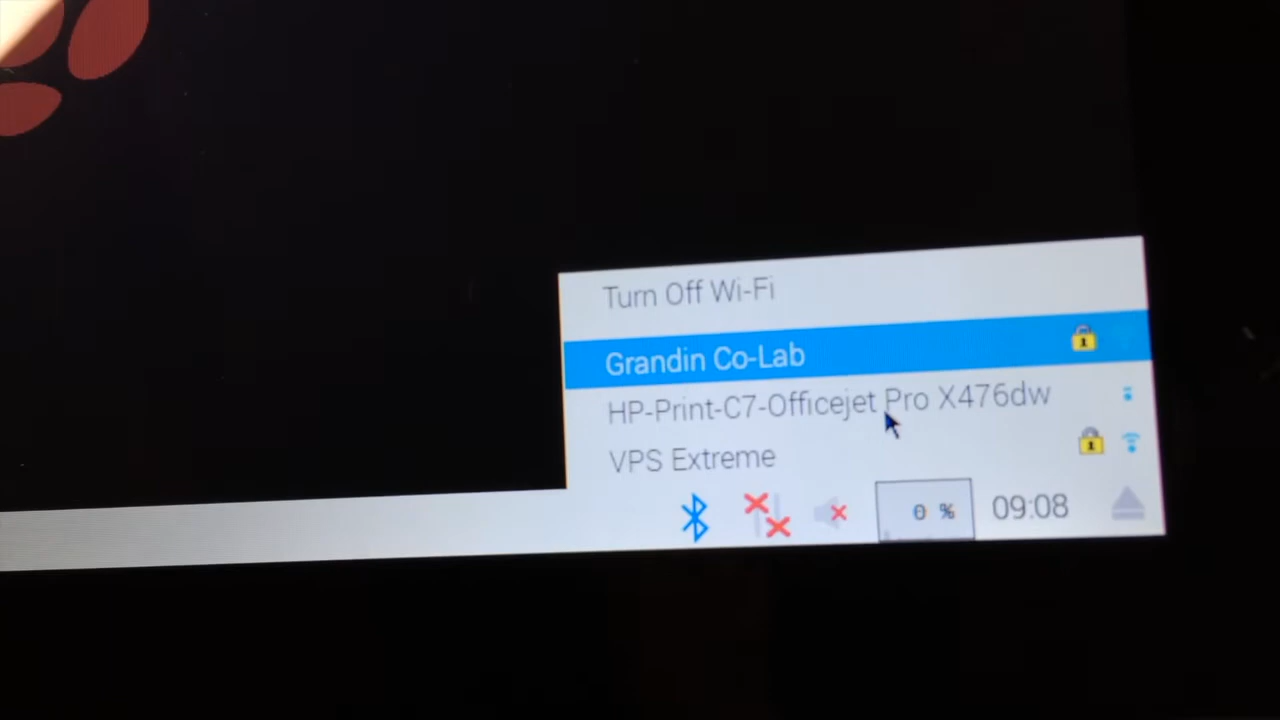 Turn Off Wi-Fi
Grandin Co-Lab
HP-Print-C7-Officejet Pro X476dw
VPS Extreme
0 % 09:08